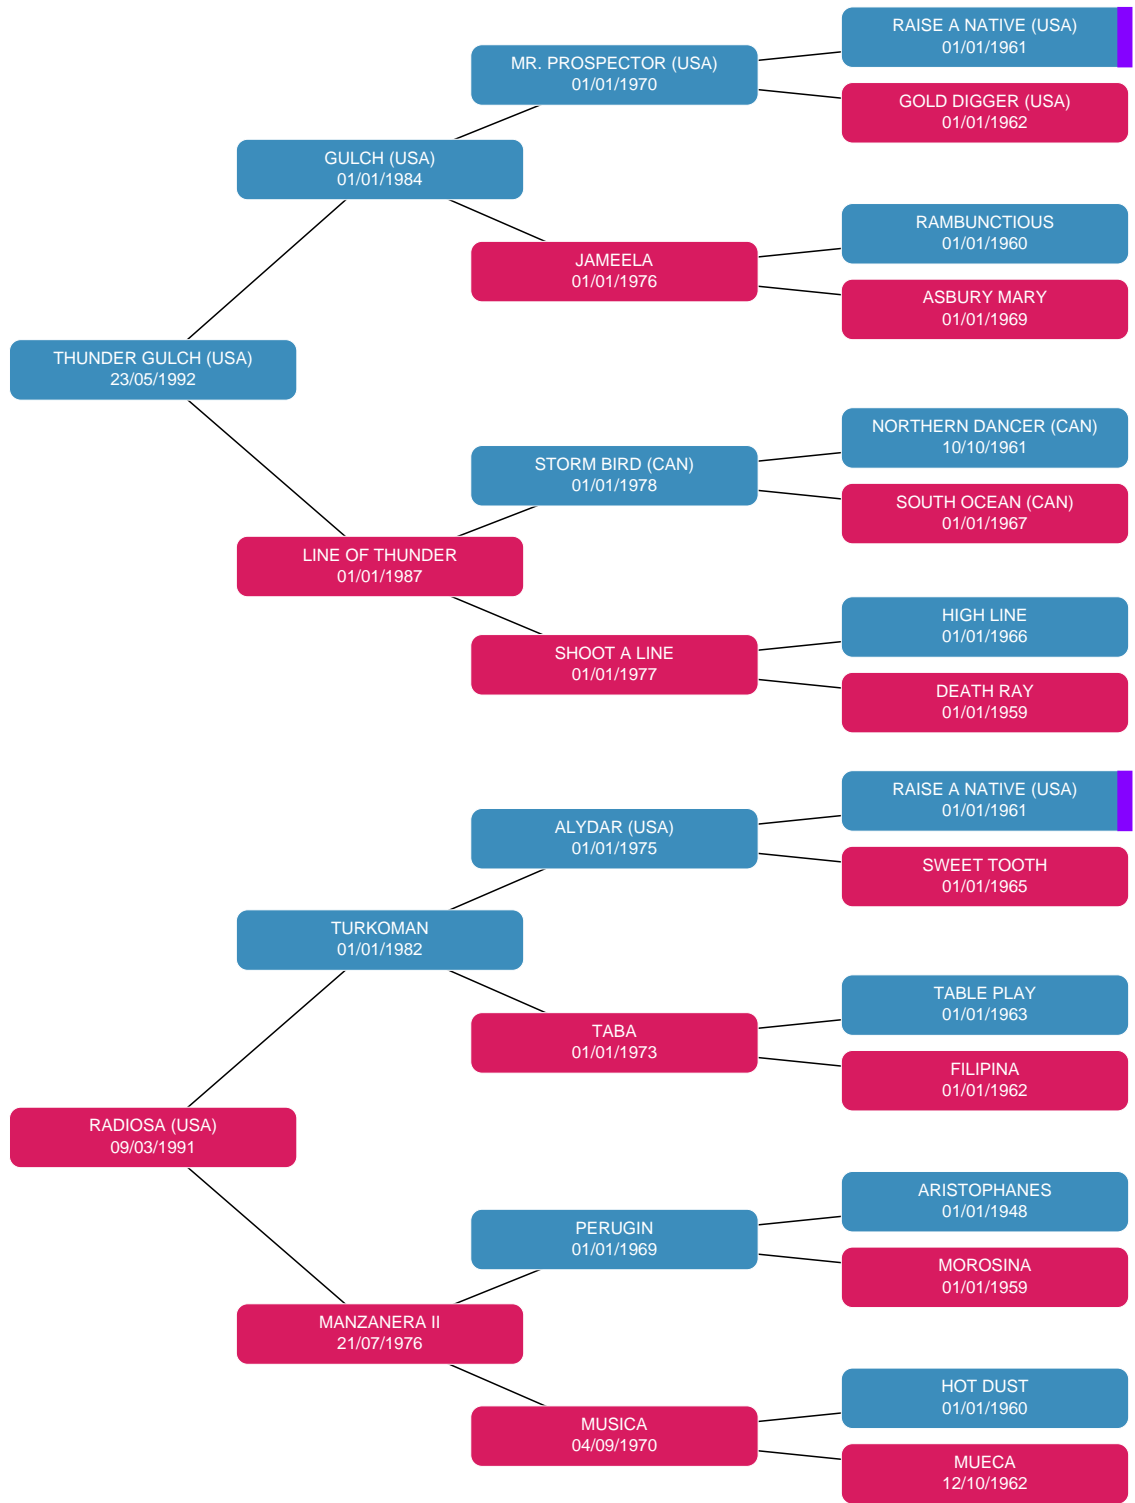 RAISE A NATIVE (USA)
01/01/1961
MR. PROSPECTOR (USA)
01/01/1970
GOLD DIGGER (USA)
01/01/1962
GULCH (USA)
01/01/1984
RAMBUNCTIOUS
01/01/1960
JAMEELA
01/01/1976
ASBURY MARY
01/01/1969
THUNDER GULCH (USA)
23/05/1992
NORTHERN DANCER (CAN)
10/10/1961
STORM BIRD (CAN)
01/01/1978
SOUTH OCEAN (CAN)
01/01/1967
LINE OF THUNDER
01/01/1987
HIGH LINE
01/01/1966
SHOOT A LINE
01/01/1977
DEATH RAY
01/01/1959
RAISE A NATIVE (USA)
01/01/1961
ALYDAR (USA)
01/01/1975
SWEET TOOTH
01/01/1965
TURKOMAN
01/01/1982
TABLE PLAY
01/01/1963
TABA
01/01/1973
FILIPINA
01/01/1962
RADIOSA (USA)
09/03/1991
ARISTOPHANES
01/01/1948
PERUGIN
01/01/1969
MOROSINA
01/01/1959
MANZANERA II
21/07/1976
HOT DUST
01/01/1960
MUSICA
04/09/1970
MUECA
12/10/1962